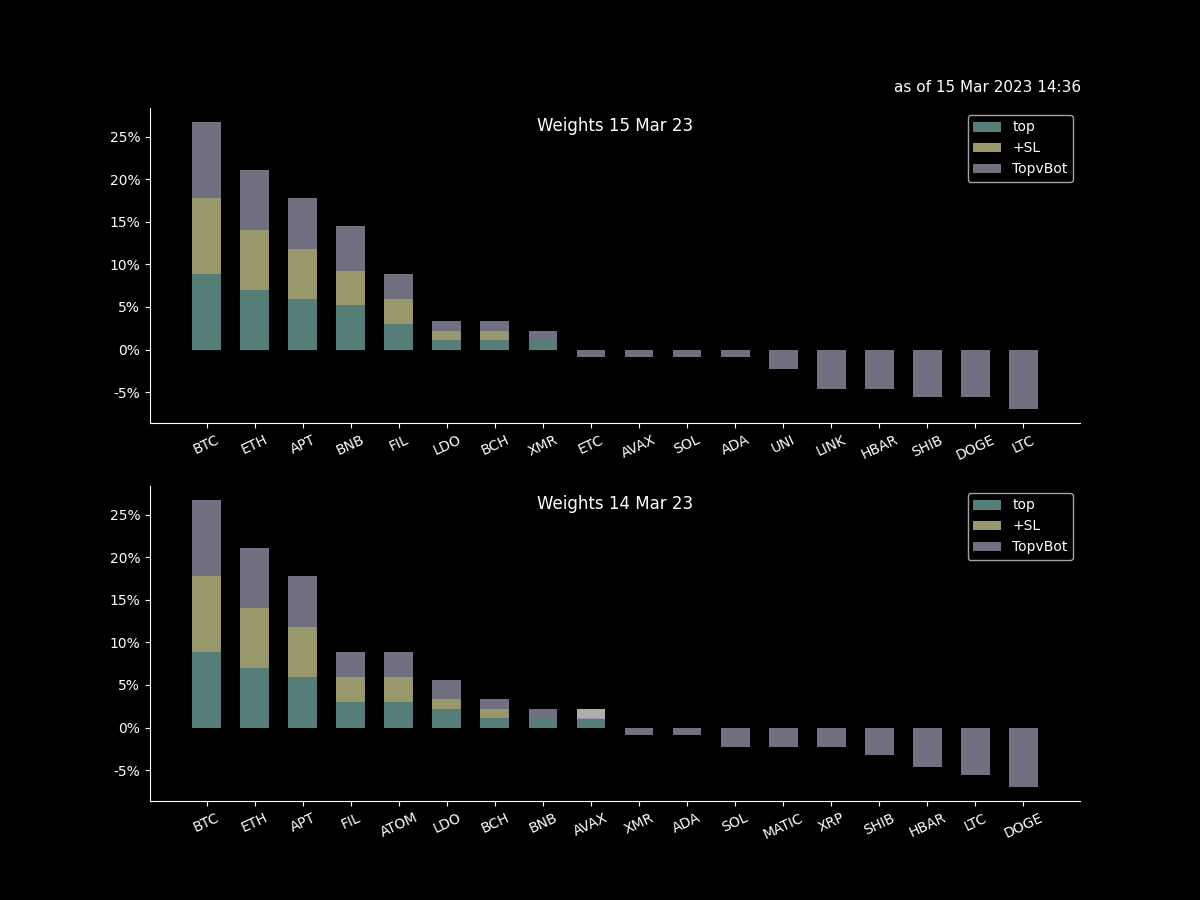 as of 15 Mar 2023 14:36
Weights 15 Mar 23
top
+SL
TopvBot
25%
20%
15%
10%
5%
0%
-5%
BTC ETH APT BNB FIL LDO BCH XMR ETC AVAX SOL ADA UNI LINK HBAR SHIB DOGE LTC
Weights 14 Mar 23
top
+SL
TopvBot
25%
20%
15%
10%
5%
0%
-5%
BTC ETH APT FIL ATOM LDO BCH BNB AVAX XMR ADA SOL MATIC XRP SHIB HBAR LTC DOGE